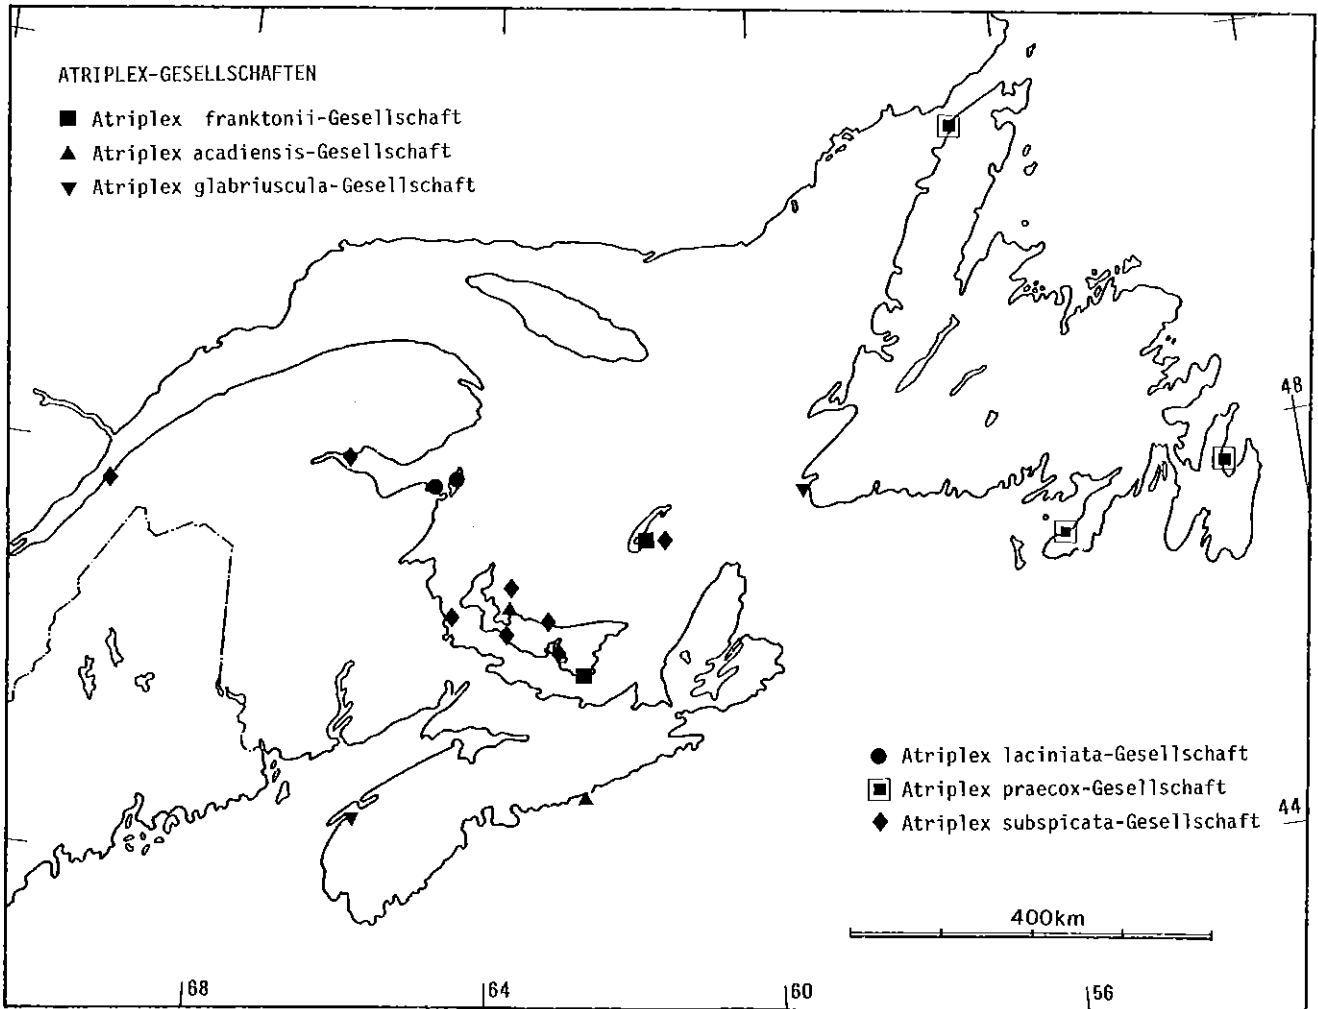 ATRIPLEX-GESELLSCHAFTEN
Atriplex franktonii-Gesellschaft
Atriplex acadiensis-Gesellschaft
Atriplex glabriuscula-Gesellschaft
48
Atriplex laciniata-Gesellschaft
Atriplex praecox-Gesellschaft
Atriplex subspicata-Gesellschaft
44
400km
68
64
60
56